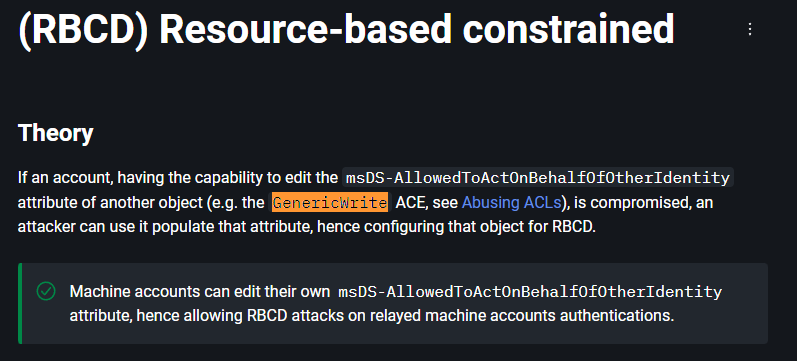 (RBCD) Resource-based constrained
Theory
If an account, having the capability to edit the msDS-AllowedToActOnBehalfOfOtherIdentity
attribute of another object (e.g. the GenericWrite ACE, see Abusing ACLs), is compromised, an
attacker can use it populate that attribute, hence configuring that object for RBCD.
Machine accounts can edit their own msDS-AllowedToActOnBehalfOfOtherIdentity
attribute, hence allowing RBCD attacks on relayed machine accounts authentications.